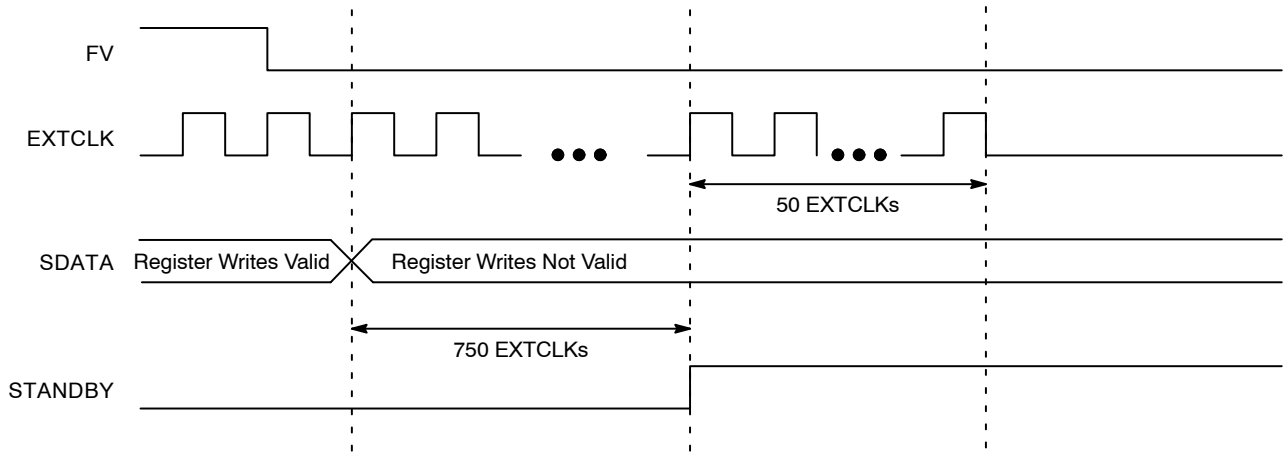 FV
EXTCLK
50 EXTCLKs
SDATA
Register Writes Valid
Register Writes Not Valid
750 EXTCLKs
STANDBY